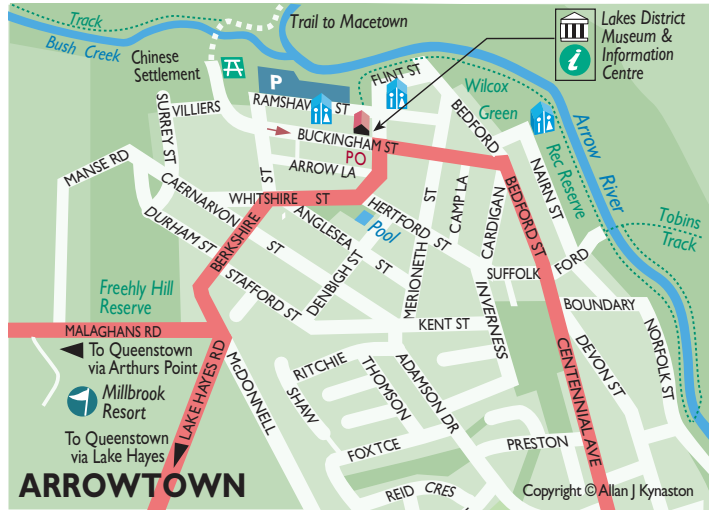 Track
Bush Creek
Chinese
Settlement
Trail to Macetown
Lakes District
Museum &
Information
Centre
i
P
FLINT ST
Wilcox
Green
RAMSHAW ST
VILLIERS
SURREY ST
BEDFORD
BUCKINGHAM ST
PO
ARROW LA
ST
MANSE RD
Arrow
River
Rec Reserve
NAIRN ST
CAERNARVON
ST
WHITSHIRE ST
HERTFORD ST
ST
CAMP LA
CARDIGAN
BEDFORD ST
Tobins
Track
DURHAM ST
BERKSHIRE
ANGLESEA
ST
Pool
MERIONETH
SUFFOLK
FORD
STAFFORD ST
DENBIGH ST
INVERNESS
Freehly Hill
Reserve
BOUNDARY
KENT ST
MALAGHANS RD
To Queenstown
via Arthurs Point
McDONNELL
RITCHIE
ADAMSON DR
DEVON ST
NORFOLK ST
CENTENNIAL AVE
Millbrook
Resort
LAKE HAYES RD
SHAW
THOMSON
To Queenstown
via Lake Hayes
FOX TCE
PRESTON
ARROWTOWN
REID CRES
Copyright © Allan J Kynaston